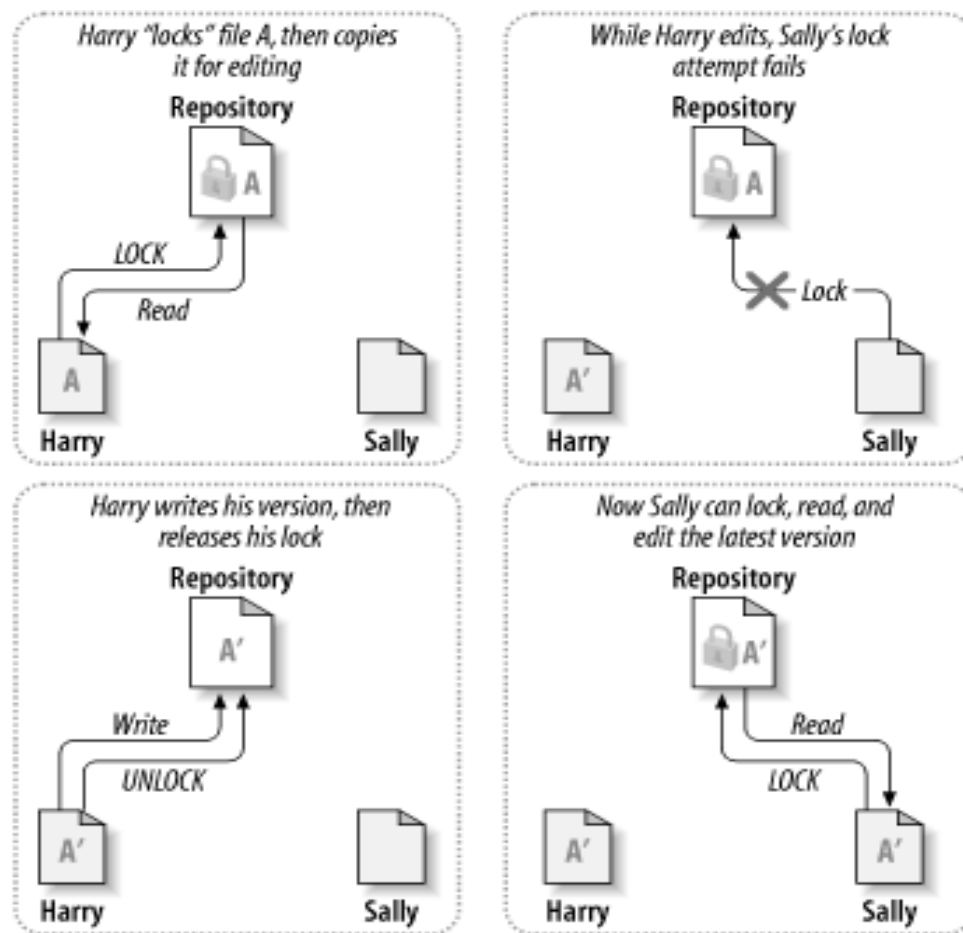 Harry “locks” file A, then copies
it for editing
Repository
A
LOCK
Read
A
Harry
Sally
While Harry edits, Sally’s lock
attempt fails
Repository
A
Lock
A′
Harry
Sally
Harry writes his version, then
releases his lock
Repository
A′
Write
UNLOCK
A′
Harry
Sally
Now Sally can lock, read, and
edit the latest version
Repository
A′
Read
LOCK
A′
A′
Harry
Sally